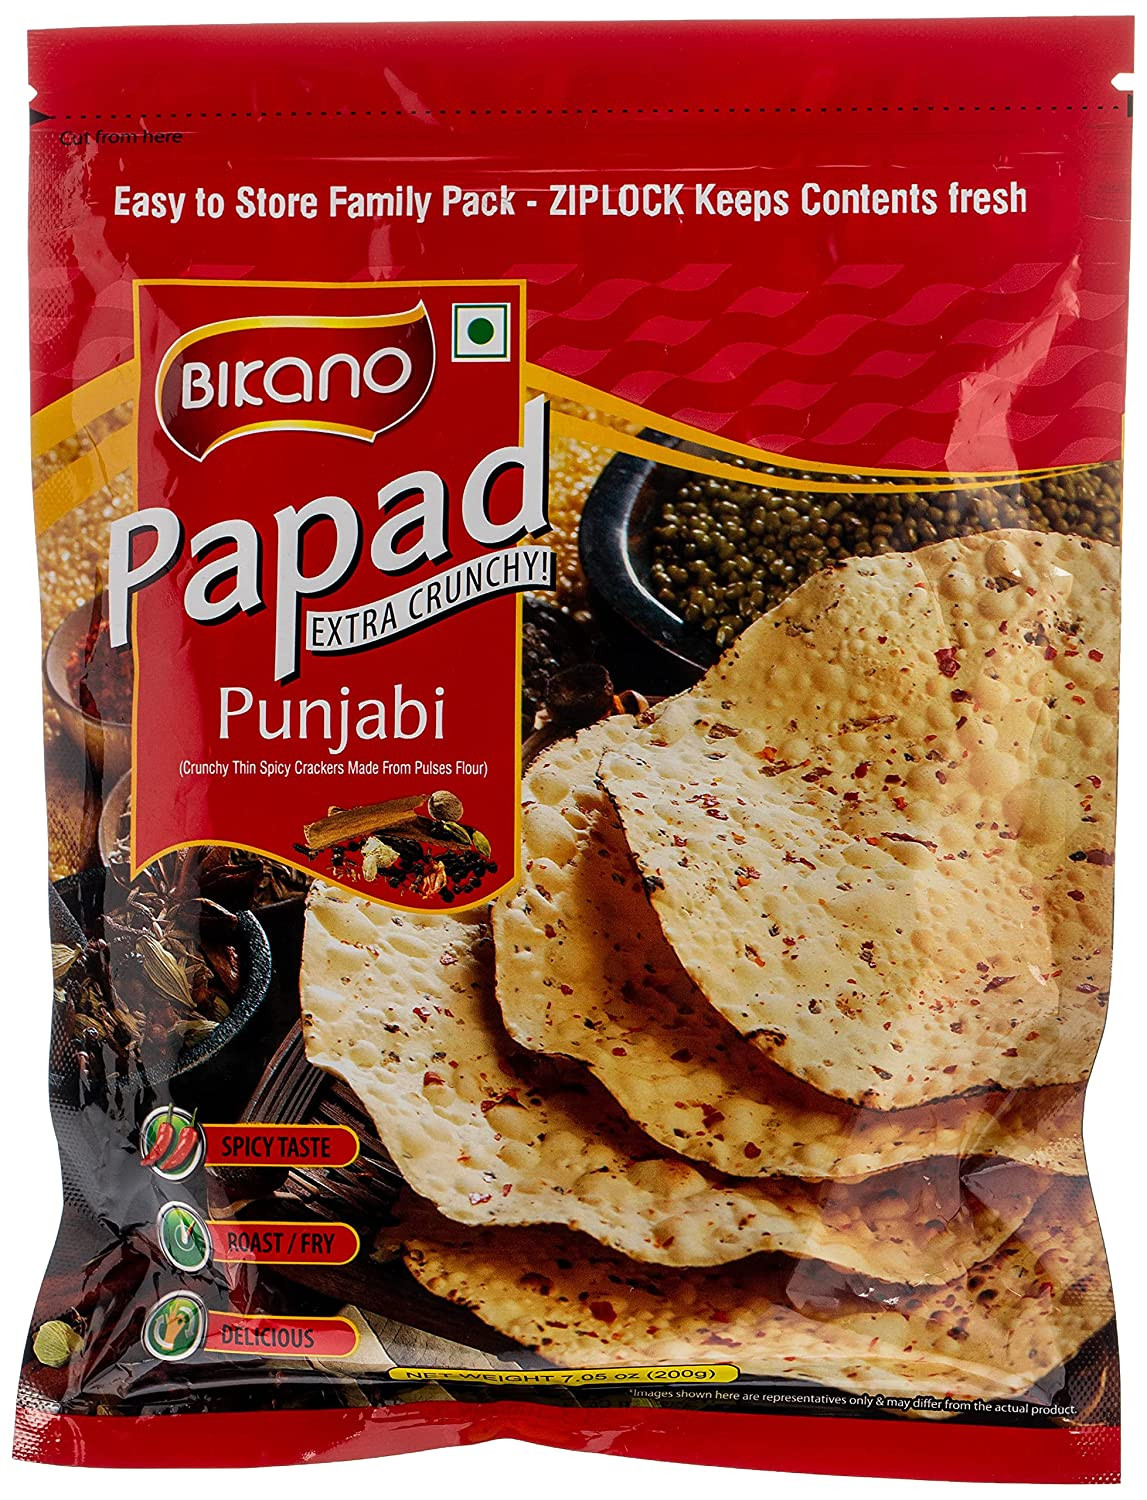 Cut from here
Easy to Store Family Pack - ZIPLOCK Keeps Contents fresh
BIKANO
Papad
EXTRA CRUNCHY!
Punjabi
(Crunchy Thin Spicy Crackers Made From Pulses Flour)
SPICY TASTE
ROAST / FRY
DELICIOUS
NET WEIGHT 7.05 oz (200g)
*Images shown here are representatives only & may differ from the actual product.